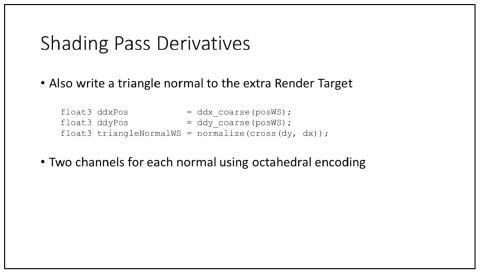 Shading Pass Derivatives
• Also write a triangle normal to the extra Render Target
float3 ddxPos = ddx_coarse(posWS);
float3 ddyPos = ddy_coarse(posWS);
float3 triangleNormalWS = normalize(cross(dy, dx));
• Two channels for each normal using octahedral encoding